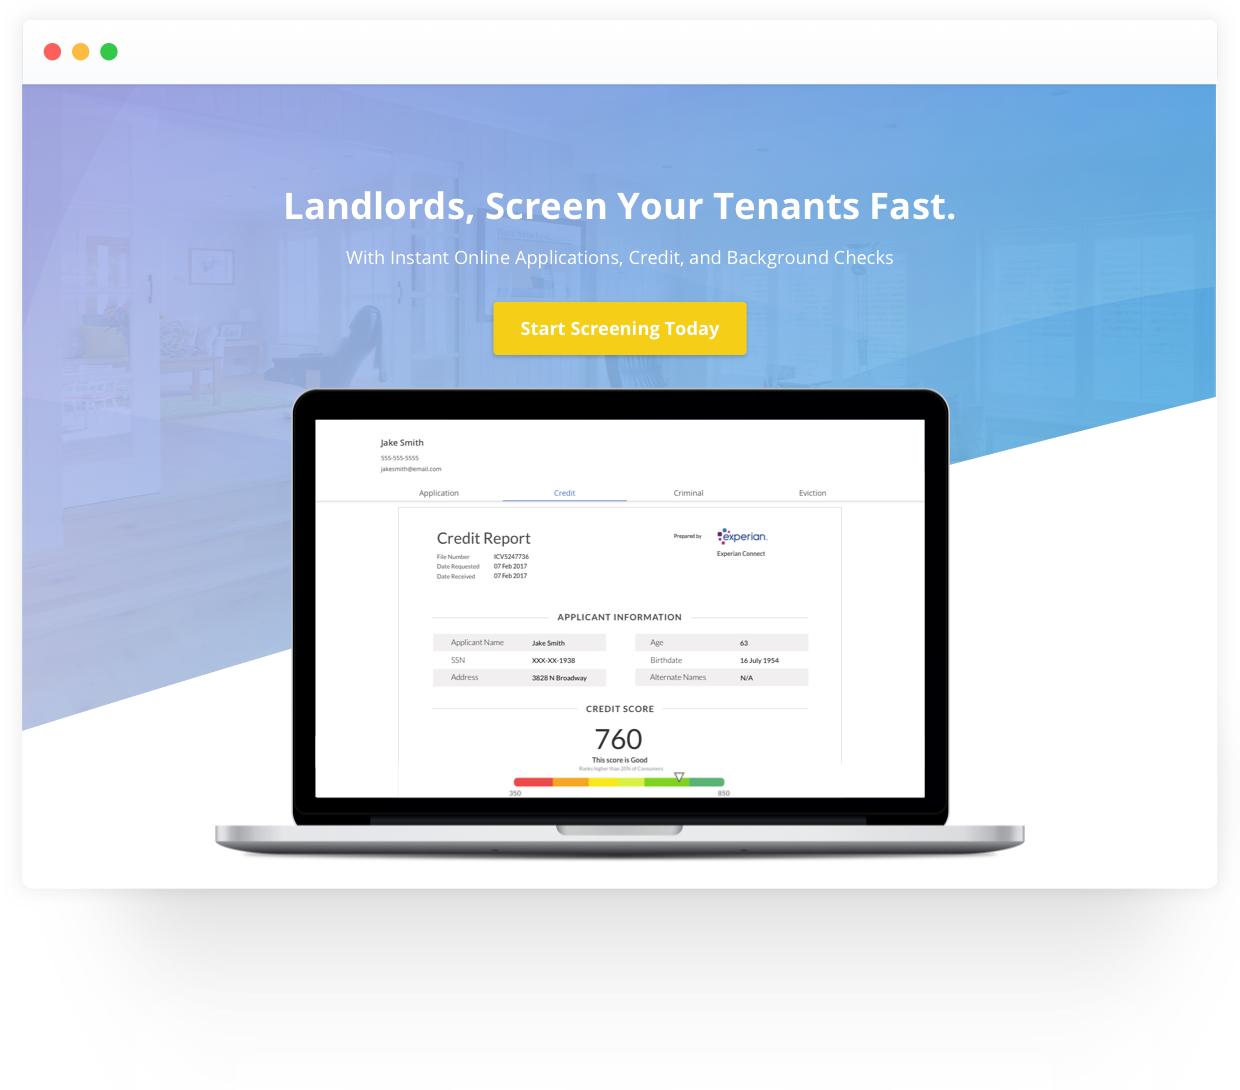 Landlords, Screen Your Tenants Fast.
With Instant Online Applications, Credit, and Background Checks
Start Screening Today
Jake Smith
555-555-5555
jakesmith@email.com
Application Credit Criminal Eviction
Credit Report
Prepared by experian.
Experian Connect
File Number ICV5247736
Date Requested 07 Feb 2017
Date Received 07 Feb 2017
APPLICANT INFORMATION
Applicant Name Jake Smith Age 63
SSN XXX-XX-1938 Birthdate 16 July 1954
Address 3828 N Broadway Alternate Names N/A
CREDIT SCORE
760
This score is Good
Ranks higher than 20% of Consumers
350 850